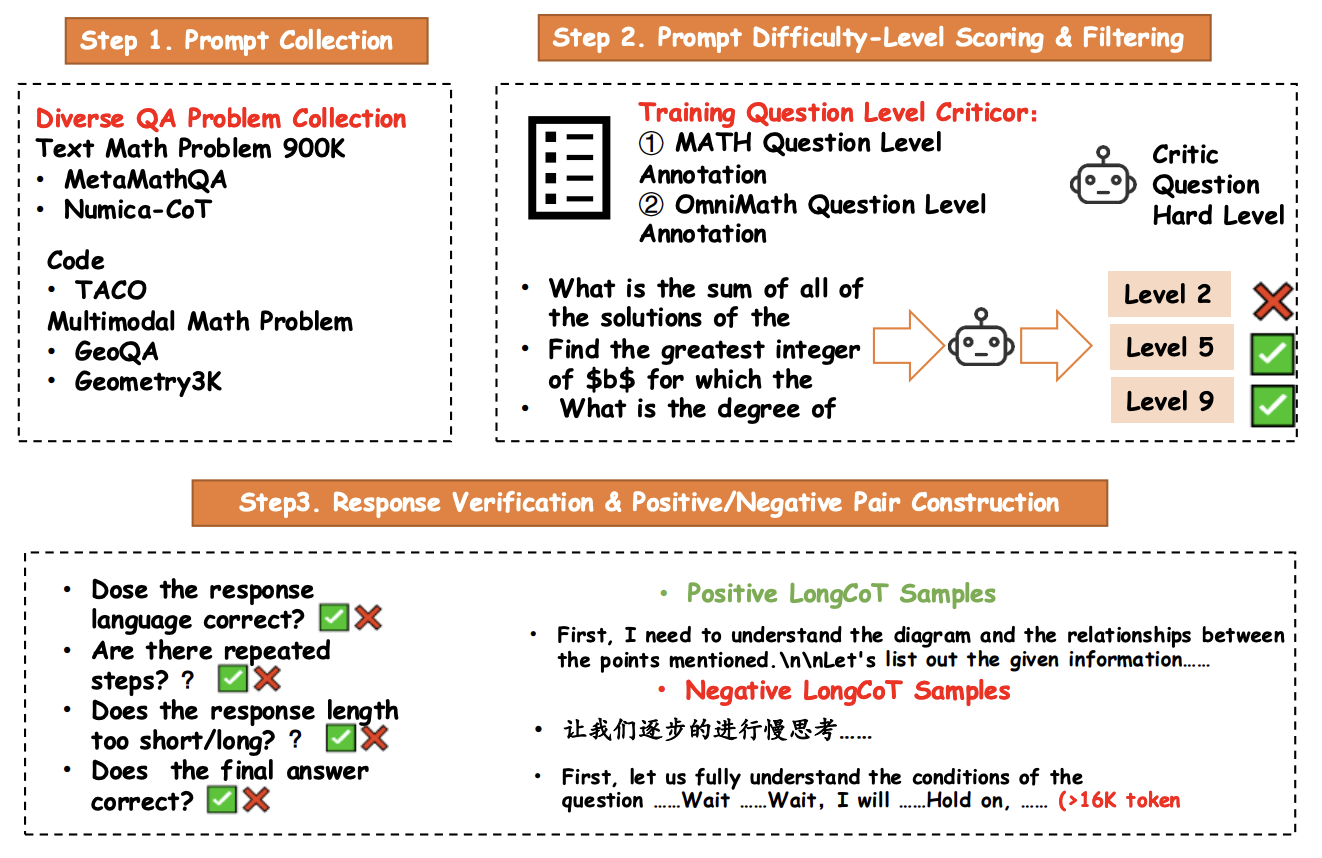 Step 1. Prompt Collection
Diverse QA Problem Collection
Text Math Problem 900K
• MetaMathQA
• Numica-CoT
Code
• TACO
Multimodal Math Problem
• GeoQA
• Geometry3K
Step 2. Prompt Difficulty-Level Scoring & Filtering
Training Question Level Criticor:
① MATH Question Level
Annotation
② OmniMath Question Level
Annotation
Critic
Question
Hard Level
• What is the sum of all of
the solutions of the
• Find the greatest integer
of $b$ for which the
• What is the degree of
Level 2
Level 5
Level 9
Step3. Response Verification & Positive/Negative Pair Construction
• Dose the response
language correct?
• Are there repeated
steps? ?
• Does the response length
too short/long? ?
• Does the final answer
correct?
• Positive LongCoT Samples
• First, I need to understand the diagram and the relationships between
the points mentioned.\n\nLet's list out the given information……
• Negative LongCoT Samples
• 让我们逐步的进行慢思考……
• First, let us fully understand the conditions of the
question ……Wait ……Wait, I will ……Hold on, …… (>16K token